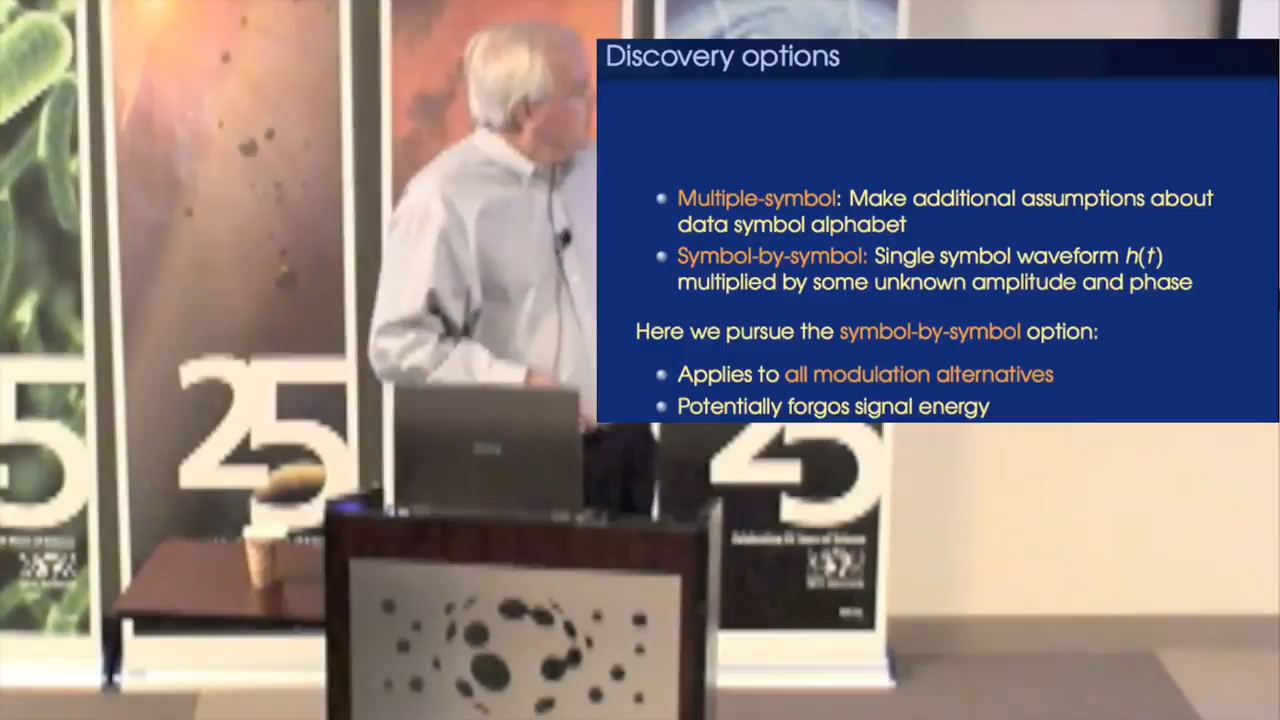 Discovery options
Multiple-symbol: Make additional assumptions about
data symbol alphabet
Symbol-by-symbol: Single symbol waveform h(t)
multiplied by some unknown amplitude and phase
Here we pursue the symbol-by-symbol option:
Applies to all modulation alternatives
Potentially forgos signal energy
5
25
25